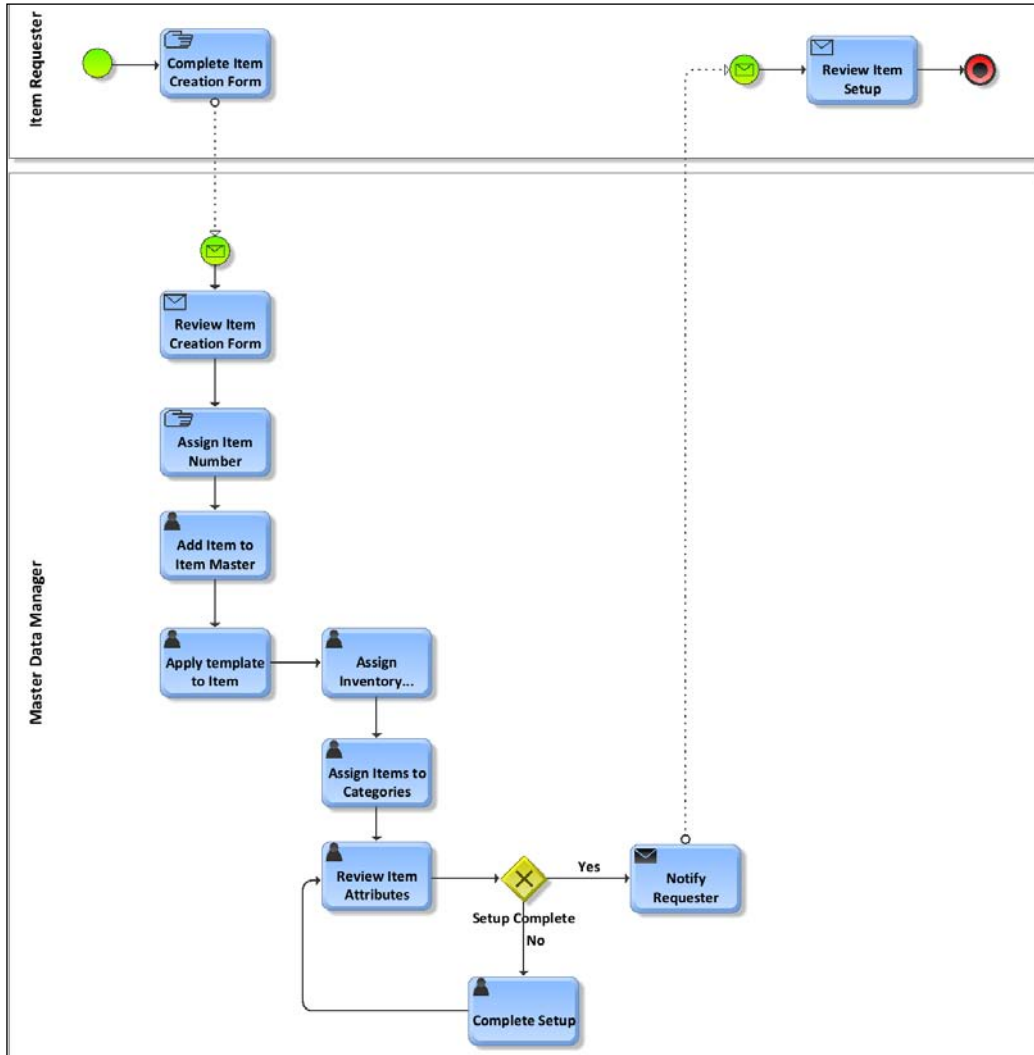 Item Requester
Complete Item
Creation Form
Review Item
Setup
Master Data Manager
Review Item
Creation Form
Assign Item
Number
Add Item to
Item Master
Apply template
to Item
Assign
Inventory...
Assign Items to
Categories
Review Item
Attributes
Setup Complete
Yes
No
Notify
Requester
Complete Setup